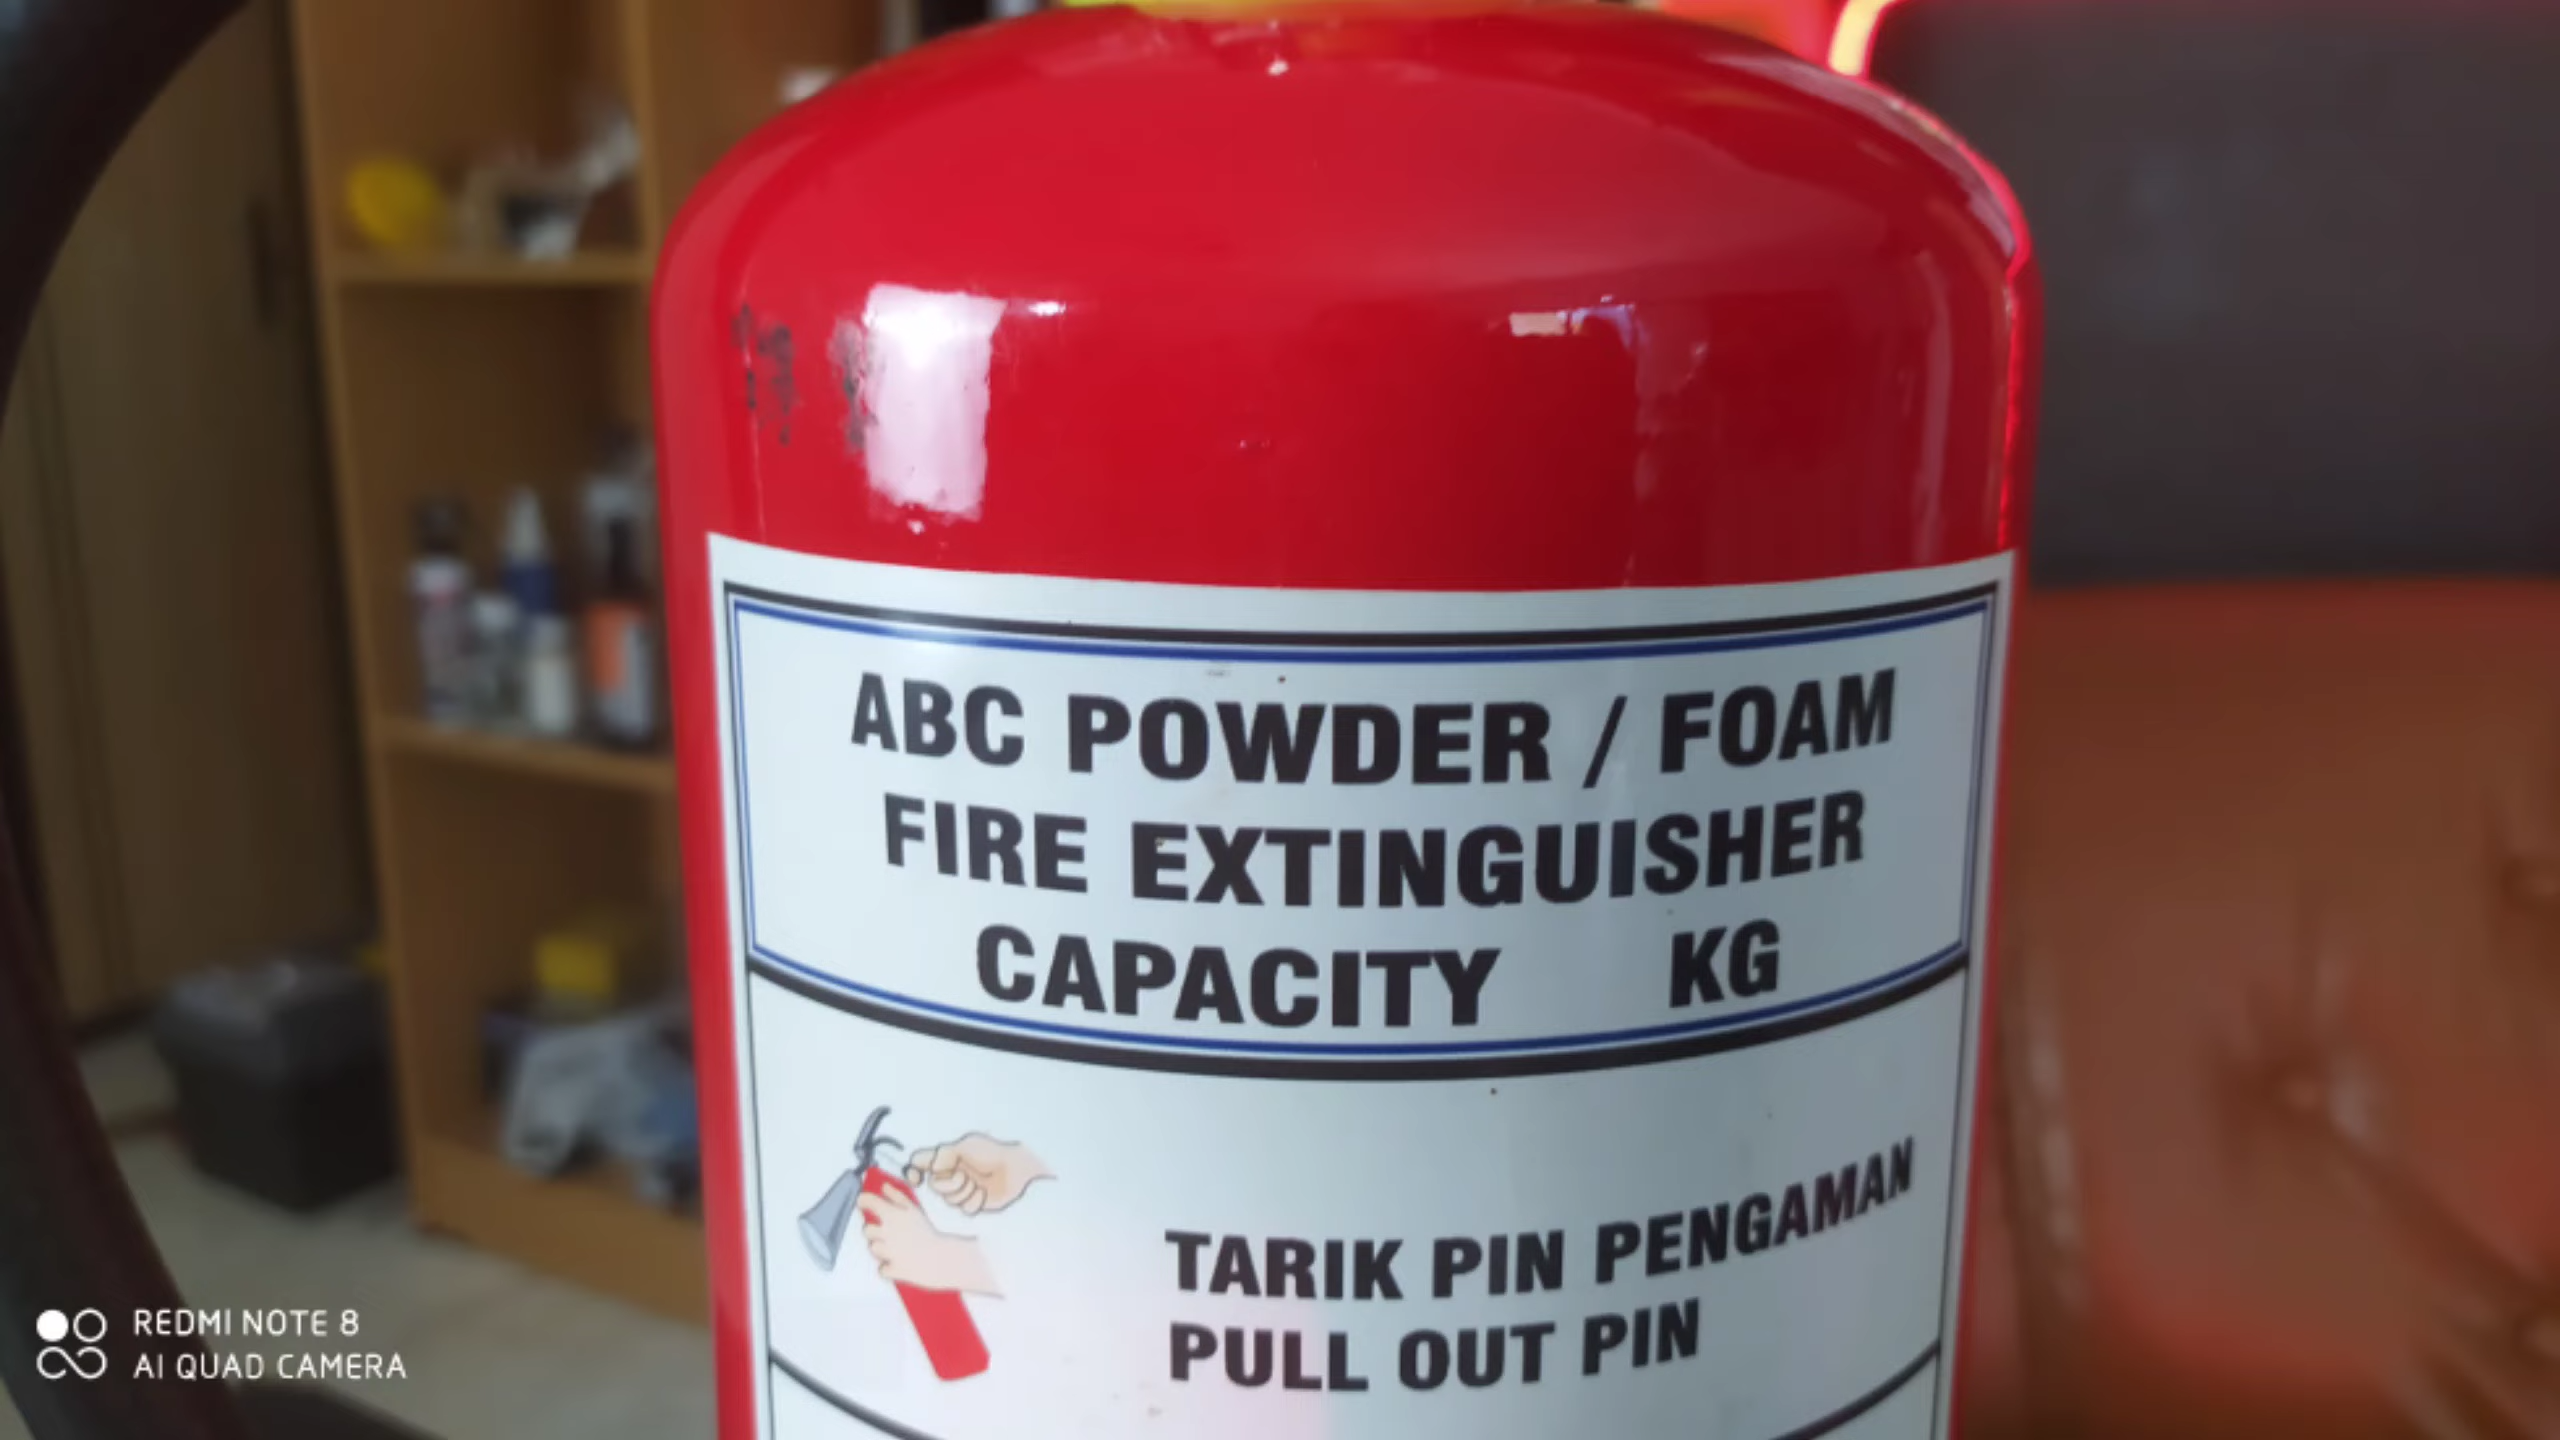 ABC POWDER / FOAM
FIRE EXTINGUISHER
CAPACITY KG
TARIK PIN PENGAMAN
PULL OUT PIN
REDMI NOTE 8
AI QUAD CAMERA